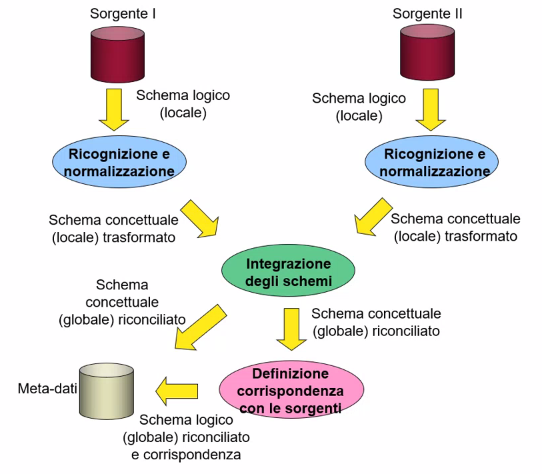 Sorgente I
Sorgente II
Schema logico
(locale)
Schema logico
(locale)
Ricognizione e
normalizzazione
Ricognizione e
normalizzazione
Schema concettuale
(locale) trasformato
Schema concettuale
(locale) trasformato
Integrazione
degli schemi
Schema
concettuale
(globale) riconciliato
Schema concettuale
(globale) riconciliato
Meta-dati
Definizione
corrispondenza
con le sorgenti
Schema logico
(globale) riconciliato
e corrispondenza